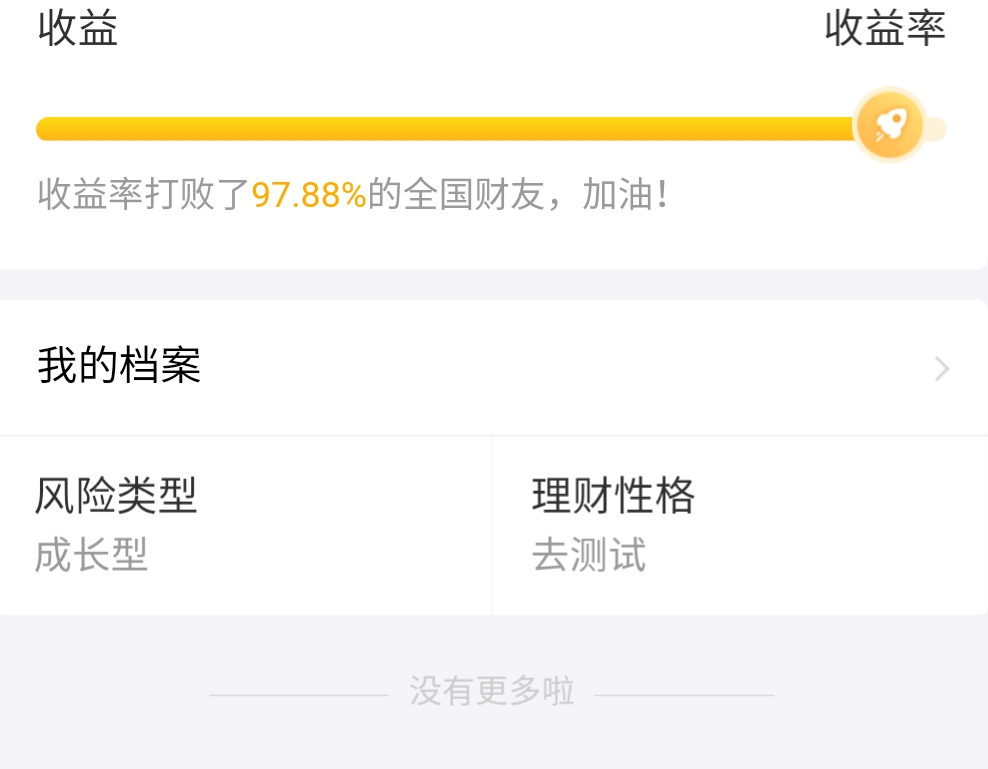 收益 收益率
收益率打败了97.88%的全国财友，加油！
我的档案
风险类型 理财性格
成长型 去测试
没有更多啦